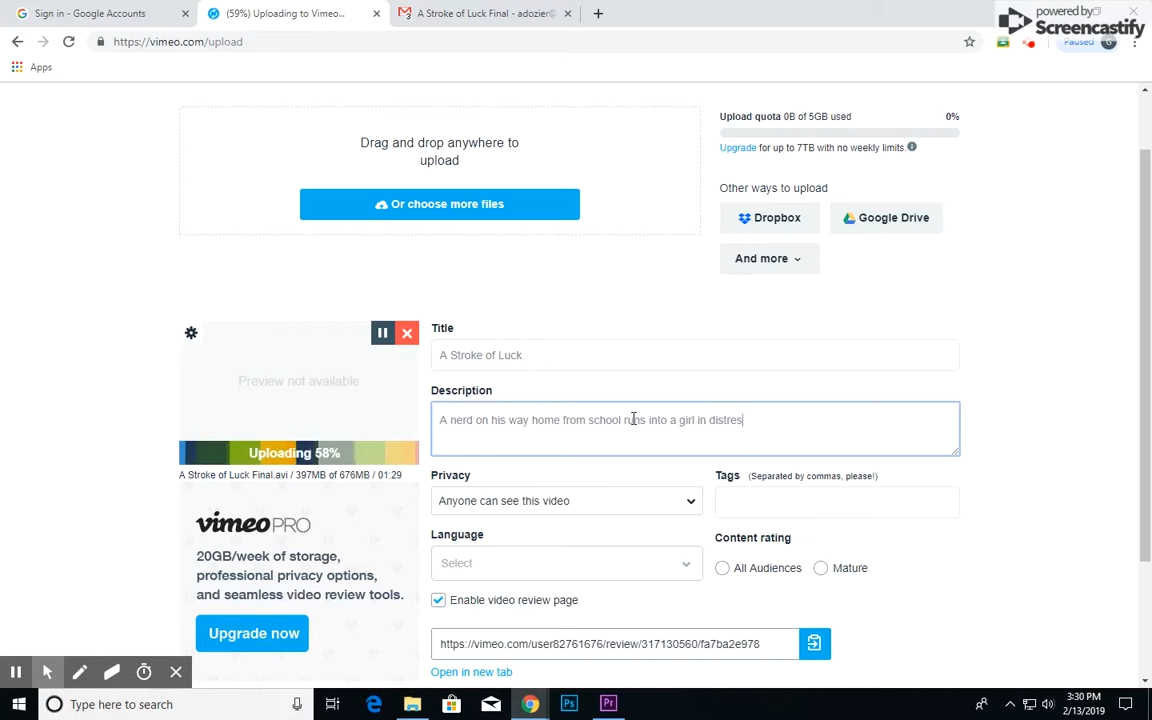 Sign in - Google Accounts
(59%) Uploading to Vimeo...
A Stroke of Luck Final - adozier@
powered by
Screencastify
https://vimeo.com/upload
Paused
G
Apps
Drag and drop anywhere to
upload
Or choose more files
Upload quota 0B of 5GB used 0%
Upgrade for up to 7TB with no weekly limits.
Other ways to upload
Dropbox
Google Drive
And more
Preview not available
Uploading 58%
A Stroke of Luck Final.avi / 397MB of 676MB / 01:29
Title
A Stroke of Luck
Description
A nerd on his way home from school runs into a girl in distres
Privacy
Anyone can see this video
Tags (Separated by commas, please!)
Language
Select
Content rating
All Audiences
Mature
Enable video review page
https://vimeo.com/user82761676/review/317130560/fa7ba2e978
Open in new tab
vimeo PRO
20GB/week of storage,
professional privacy options,
and seamless video review tools.
Upgrade now
Type here to search
Ps
Pr
3:30 PM
2/13/2019